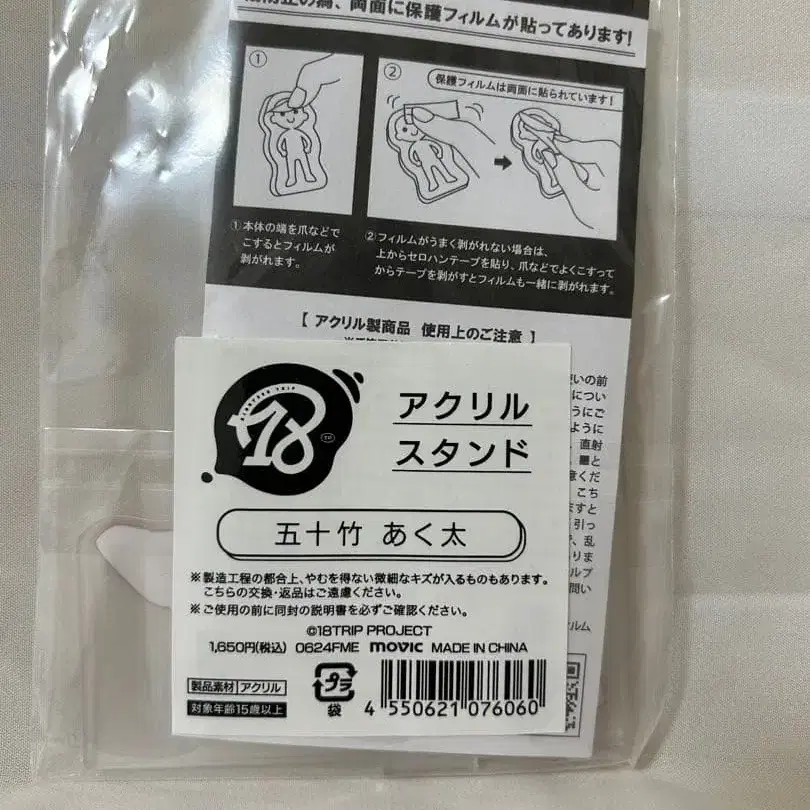 為、両面に保護フィルムが貼ってあります!
①
②
保護フィルムは両面に貼られています!
①本体の端を爪などで
こするとフィルムが
剥がれます。
②フィルムがうまく剥がれない場合は、
上からセロハンテープを貼り、爪などでよくこすって
からテープを剥がすとフィルムも一緒に剥がれます。
【 アクリル製商品 使用上のご注意 】
EIGHTEEN TRIP
18
アクリル
スタンド
五十竹 あく太
※製造工程の都合上、やむを得ない微細なキズが入るものもあります。
こちらの交換・返品はご遠慮ください。
※ご使用の前に同封の説明書を必ずご確認ください。
©18TRIP PROJECT
1,650円(税込) 0624FME movic MADE IN CHINA
製品素材 アクリル
対象年齢15歳以上
プラ
袋
4 550621 076060